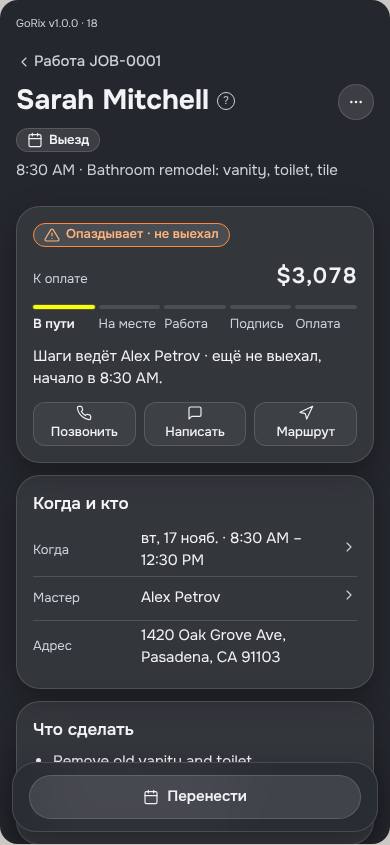 GoRix v1.0.0 · 18
Работа JOB-0001
Sarah Mitchell ?
Выезд
8:30 AM · Bathroom remodel: vanity, toilet, tile
Опаздывает · не выехал
К оплате $3,078
В пути На месте Работа Подпись Оплата
Шаги ведёт Alex Petrov · ещё не выехал,
начало в 8:30 AM.
Позвонить Написать Маршрут
Когда и кто
Когда вт, 17 нояб. · 8:30 AM –
12:30 PM
Мастер Alex Petrov
Адрес 1420 Oak Grove Ave,
Pasadena, CA 91103
Что сделать
• Remove old vanity and toilet
Перенести